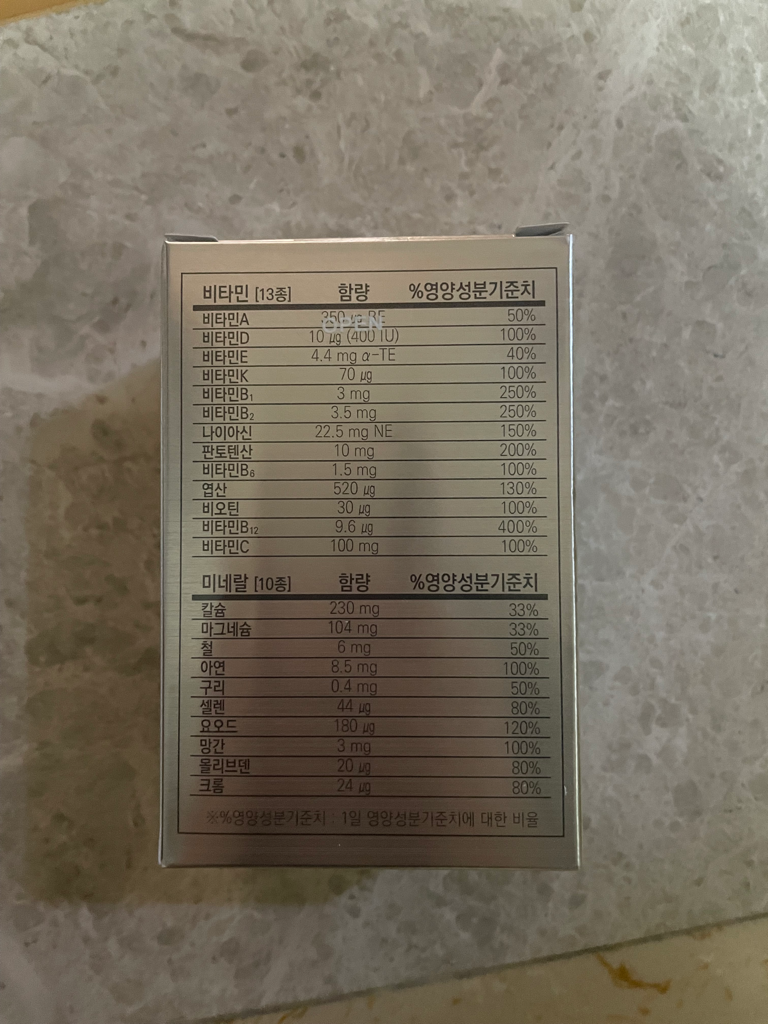 비타민 [13종] 함량 %영양성분기준치
비타민A 350 µg RE 50%
OPEN
비타민D 10 µg (400 IU) 100%
비타민E 4.4 mg α-TE 40%
비타민K 70 µg 100%
비타민B₁ 3 mg 250%
비타민B₂ 3.5 mg 250%
나이아신 22.5 mg NE 150%
판토텐산 10 mg 200%
비타민B₆ 1.5 mg 100%
엽산 520 µg 130%
비오틴 30 µg 100%
비타민B₁₂ 9.6 µg 400%
비타민C 100 mg 100%
미네랄 [10종] 함량 %영양성분기준치
칼슘 230 mg 33%
마그네슘 104 mg 33%
철 6 mg 50%
아연 8.5 mg 100%
구리 0.4 mg 50%
셀렌 44 µg 80%
요오드 180 µg 120%
망간 3 mg 100%
몰리브덴 20 µg 80%
크롬 24 µg 80%
※%영양성분기준치 : 1일 영양성분기준치에 대한 비율